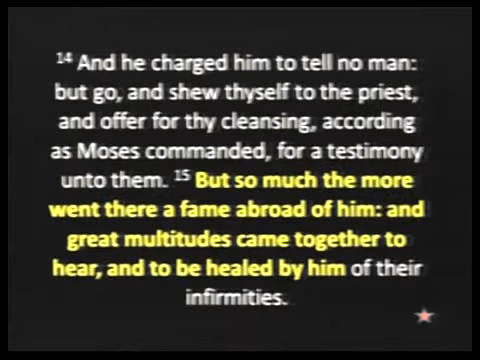 14 And he charged him to tell no man:
but go, and shew thyself to the priest,
and offer for thy cleansing, according
as Moses commanded, for a testimony
unto them. 15 But so much the more
went there a fame abroad of him: and
great multitudes came together to
hear, and to be healed by him of their
infirmities.